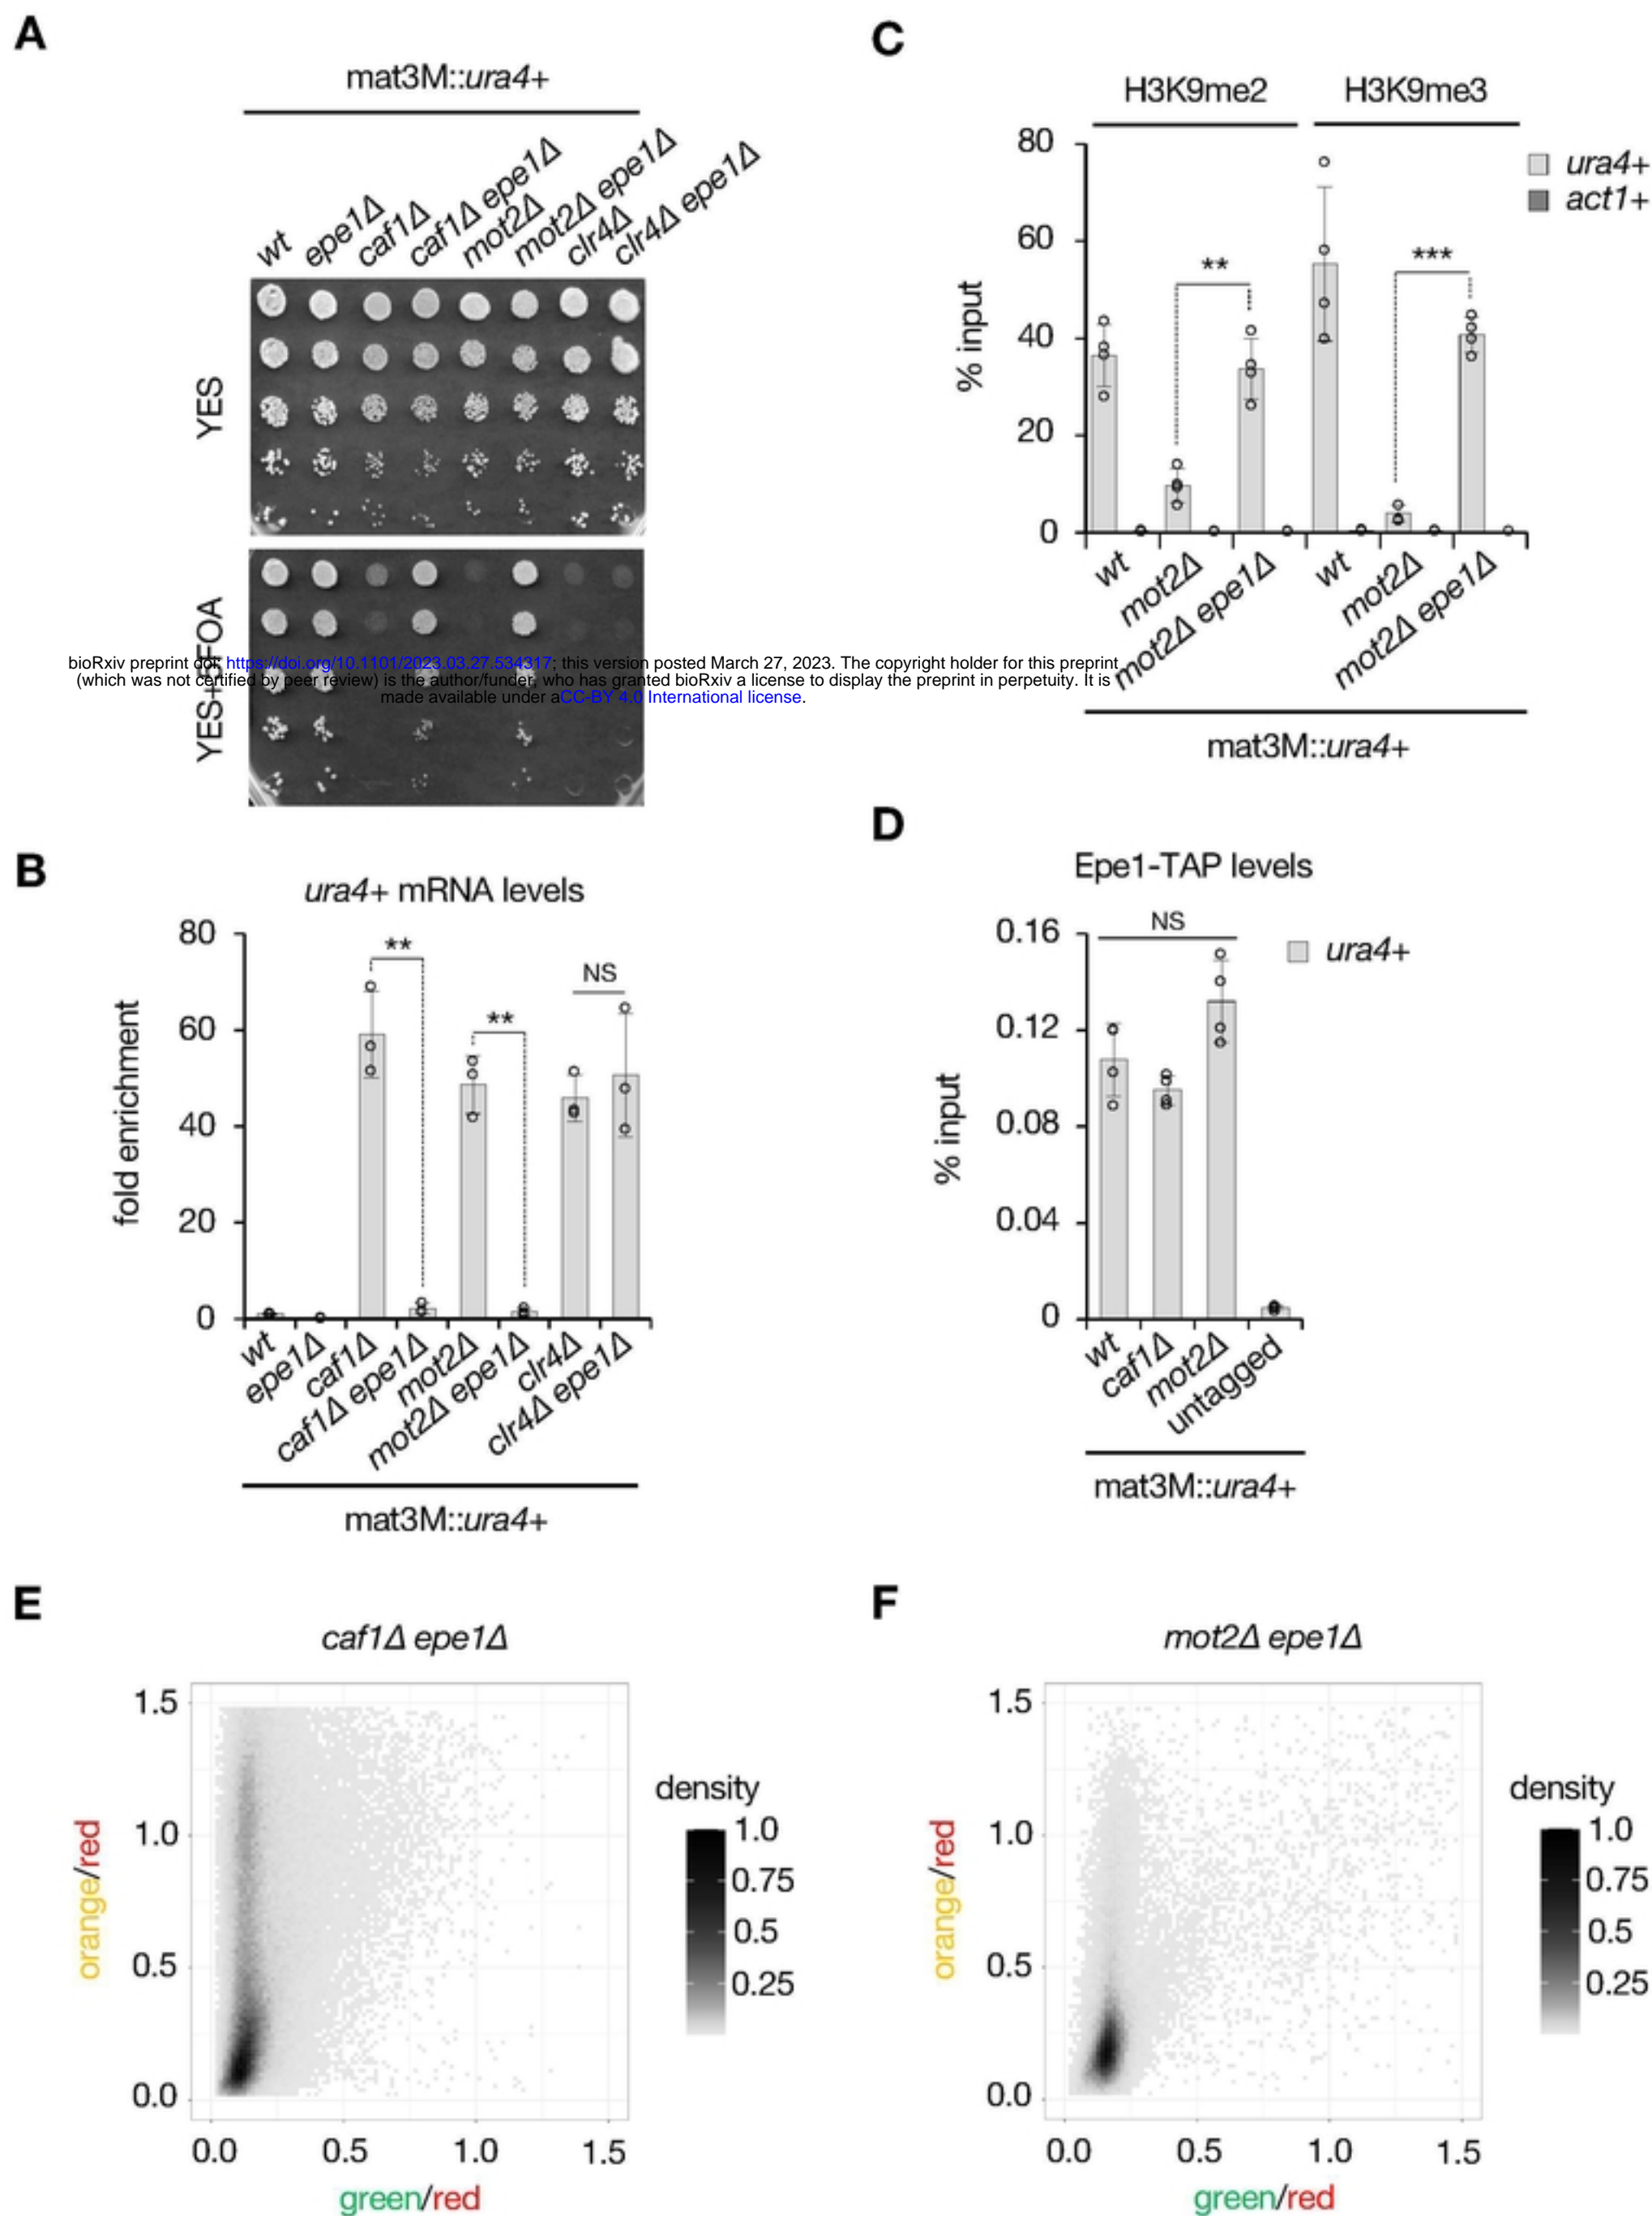 A
mat3M::ura4+
wt
epe1Δ
caf1Δ
caf1Δ epe1Δ
mot2Δ
mot2Δ epe1Δ
clr4Δ
clr4Δ epe1Δ
YES
YES+5FOA
bioRxiv preprint doi: https://doi.org/10.1101/2023.03.27.534317; this version posted March 27, 2023. The copyright holder for this preprint
(which was not certified by peer review) is the author/funder, who has granted bioRxiv a license to display the preprint in perpetuity. It is
made available under aCC-BY 4.0 International license.
C
H3K9me2
H3K9me3
80
60
40
20
0
% input
**
***
ura4+
act1+
wt
mot2Δ
mot2Δ epe1Δ
wt
mot2Δ
mot2Δ epe1Δ
mat3M::ura4+
B
ura4+ mRNA levels
80
60
40
20
0
fold enrichment
**
**
NS
wt
epe1Δ
caf1Δ
caf1Δ epe1Δ
mot2Δ
mot2Δ epe1Δ
clr4Δ
clr4Δ epe1Δ
mat3M::ura4+
D
Epe1-TAP levels
0.16
0.12
0.08
0.04
0
% input
NS
ura4+
wt
caf1Δ
mot2Δ
untagged
mat3M::ura4+
E
caf1Δ epe1Δ
1.5
1.0
0.5
0.0
orange/red
0.0 0.5 1.0 1.5
green/red
density
1.0
0.75
0.5
0.25
F
mot2Δ epe1Δ
1.5
1.0
0.5
0.0
orange/red
0.0 0.5 1.0 1.5
green/red
density
1.0
0.75
0.5
0.25